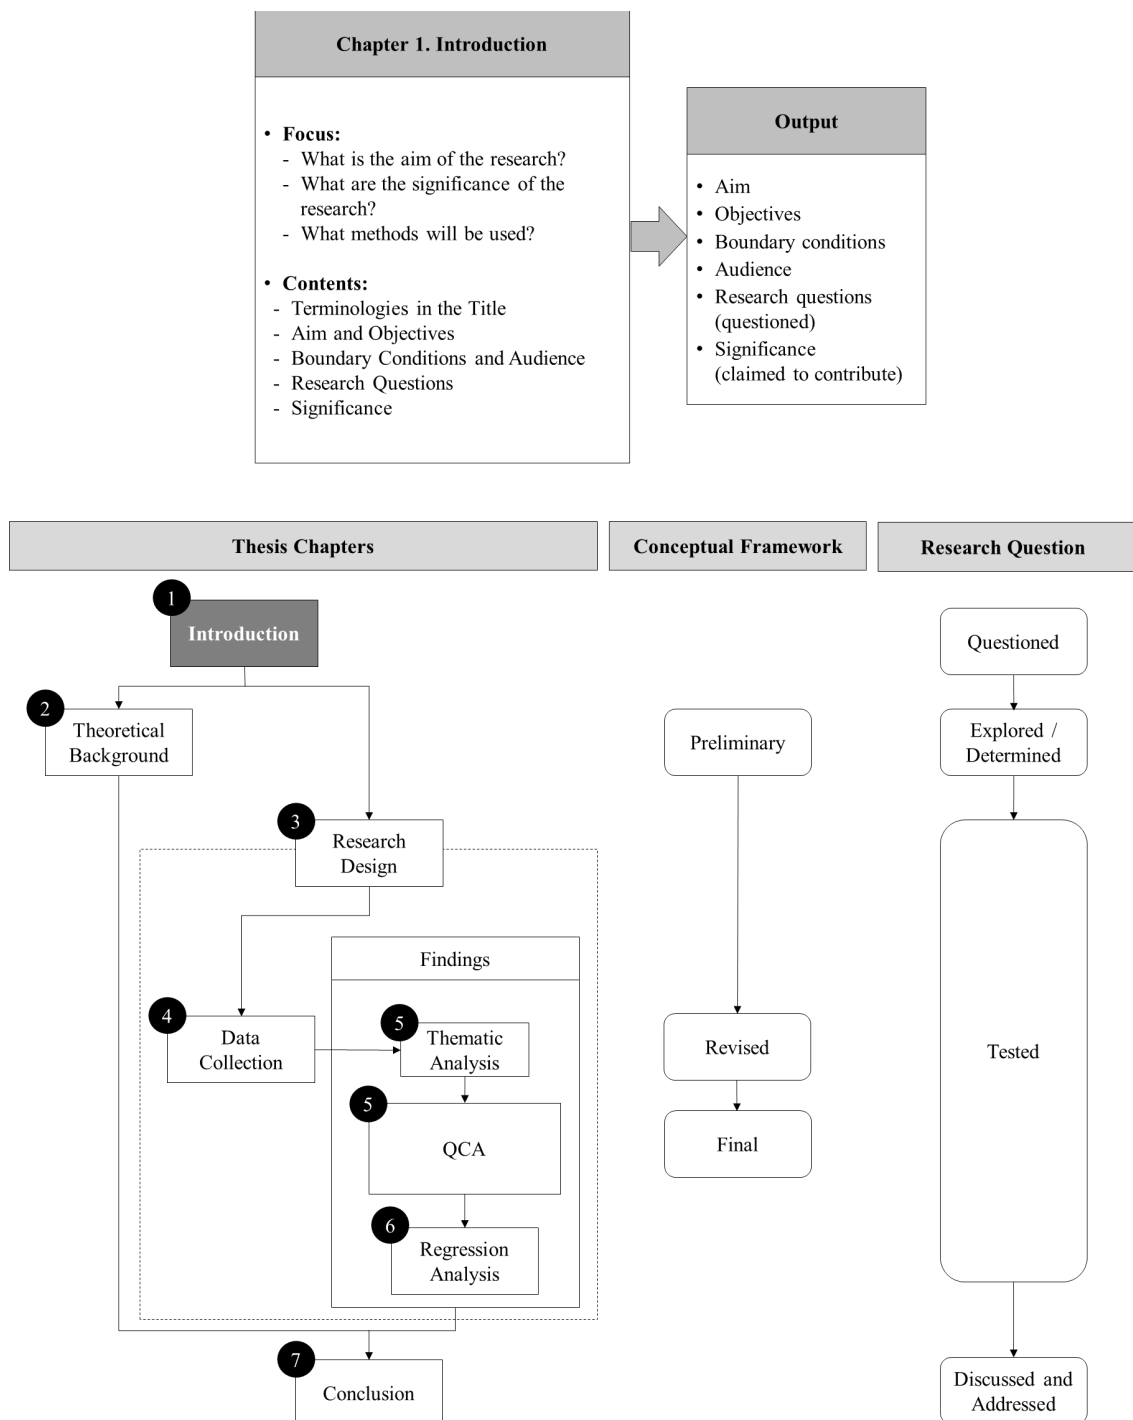 Chapter 1. Introduction
• Focus:
- What is the aim of the research?
- What are the significance of the
research?
- What methods will be used?
• Contents:
- Terminologies in the Title
- Aim and Objectives
- Boundary Conditions and Audience
- Research Questions
- Significance
Output
• Aim
• Objectives
• Boundary conditions
• Audience
• Research questions
(questioned)
• Significance
(claimed to contribute)
Thesis Chapters
Conceptual Framework
Research Question
1
Introduction
2
Theoretical
Background
3
Research
Design
Findings
4
Data
Collection
5
Thematic
Analysis
5
QCA
6
Regression
Analysis
7
Conclusion
Preliminary
Revised
Final
Questioned
Explored /
Determined
Tested
Discussed and
Addressed